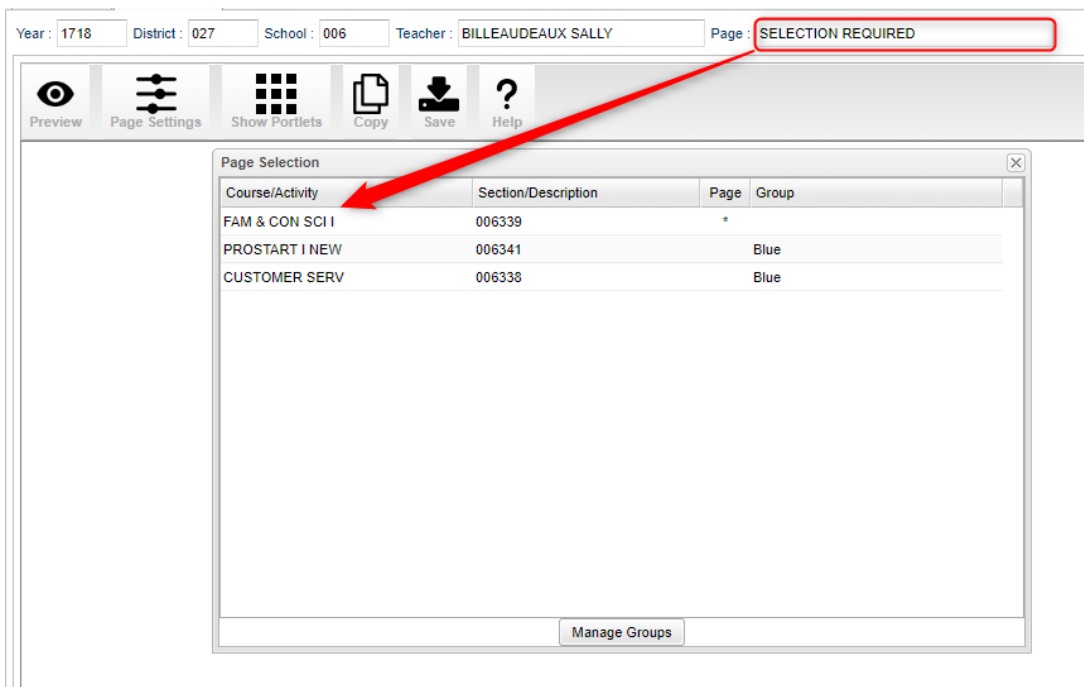 Year : 1718 District : 027 School : 006 Teacher : BILLEAUDEAUX SALLY Page : SELECTION REQUIRED
Preview Page Settings Show Portlets Copy Save Help
Page Selection
Course/Activity Section/Description Page Group
FAM & CON SCI I 006339 *
PROSTART I NEW 006341 Blue
CUSTOMER SERV 006338 Blue
Manage Groups